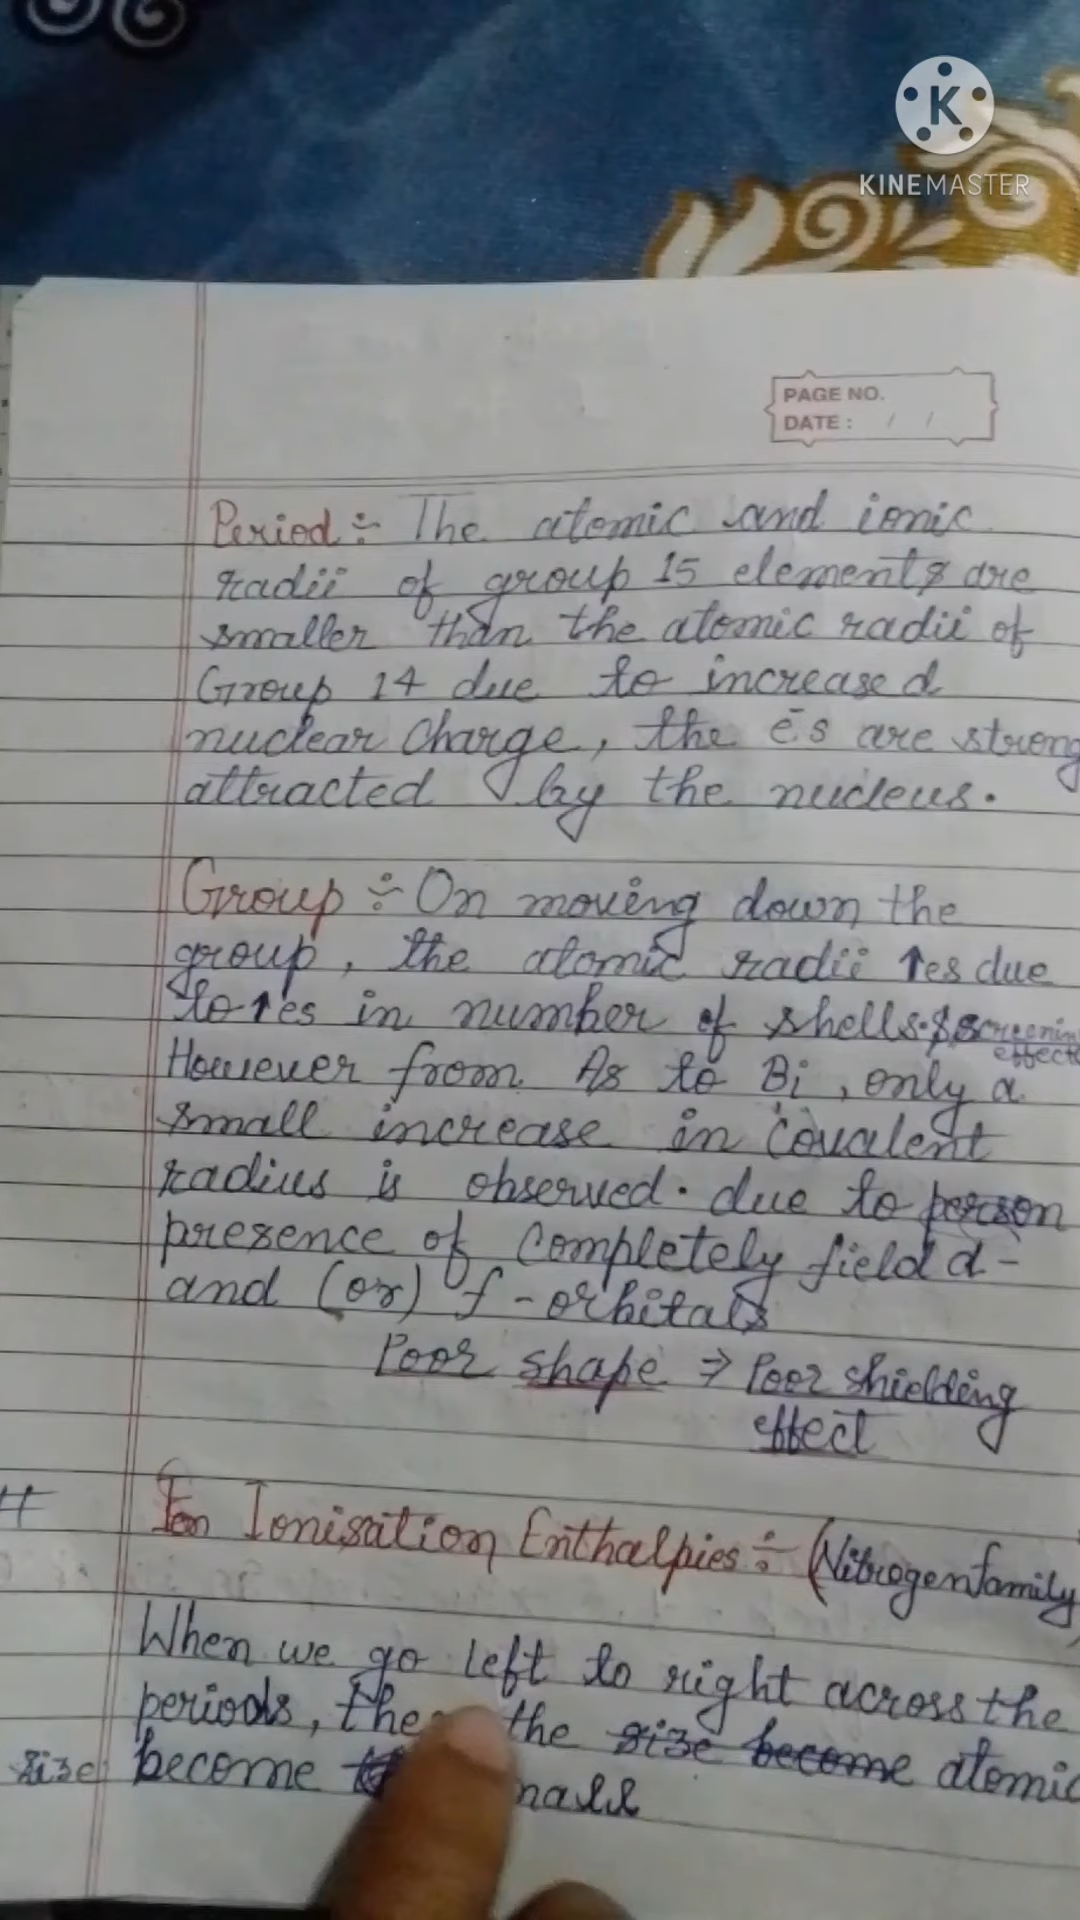 KINEMASTER
PAGE NO.
DATE : / /
Period :- The atomic and ionic
radii of group 15 elements are
smaller than the atomic radii of
Group 14 due to increased
nuclear charge, the ēs are strong
attracted by the nucleus.
Group :- On moving down the
group, the atomic radii ↑es due
to ↑es in number of shells. & screening
effect
However from As to Bi, only a
small increase in covalent
radius is observed. due to
presence of completely field d-
and (or) f-orbitals
Poor shape ⇒ Poor shielding
effect
# Ionisation Enthalpies :- (Nitrogen family)
When we go left to right across the
periods, the the size become atomic
size become mall